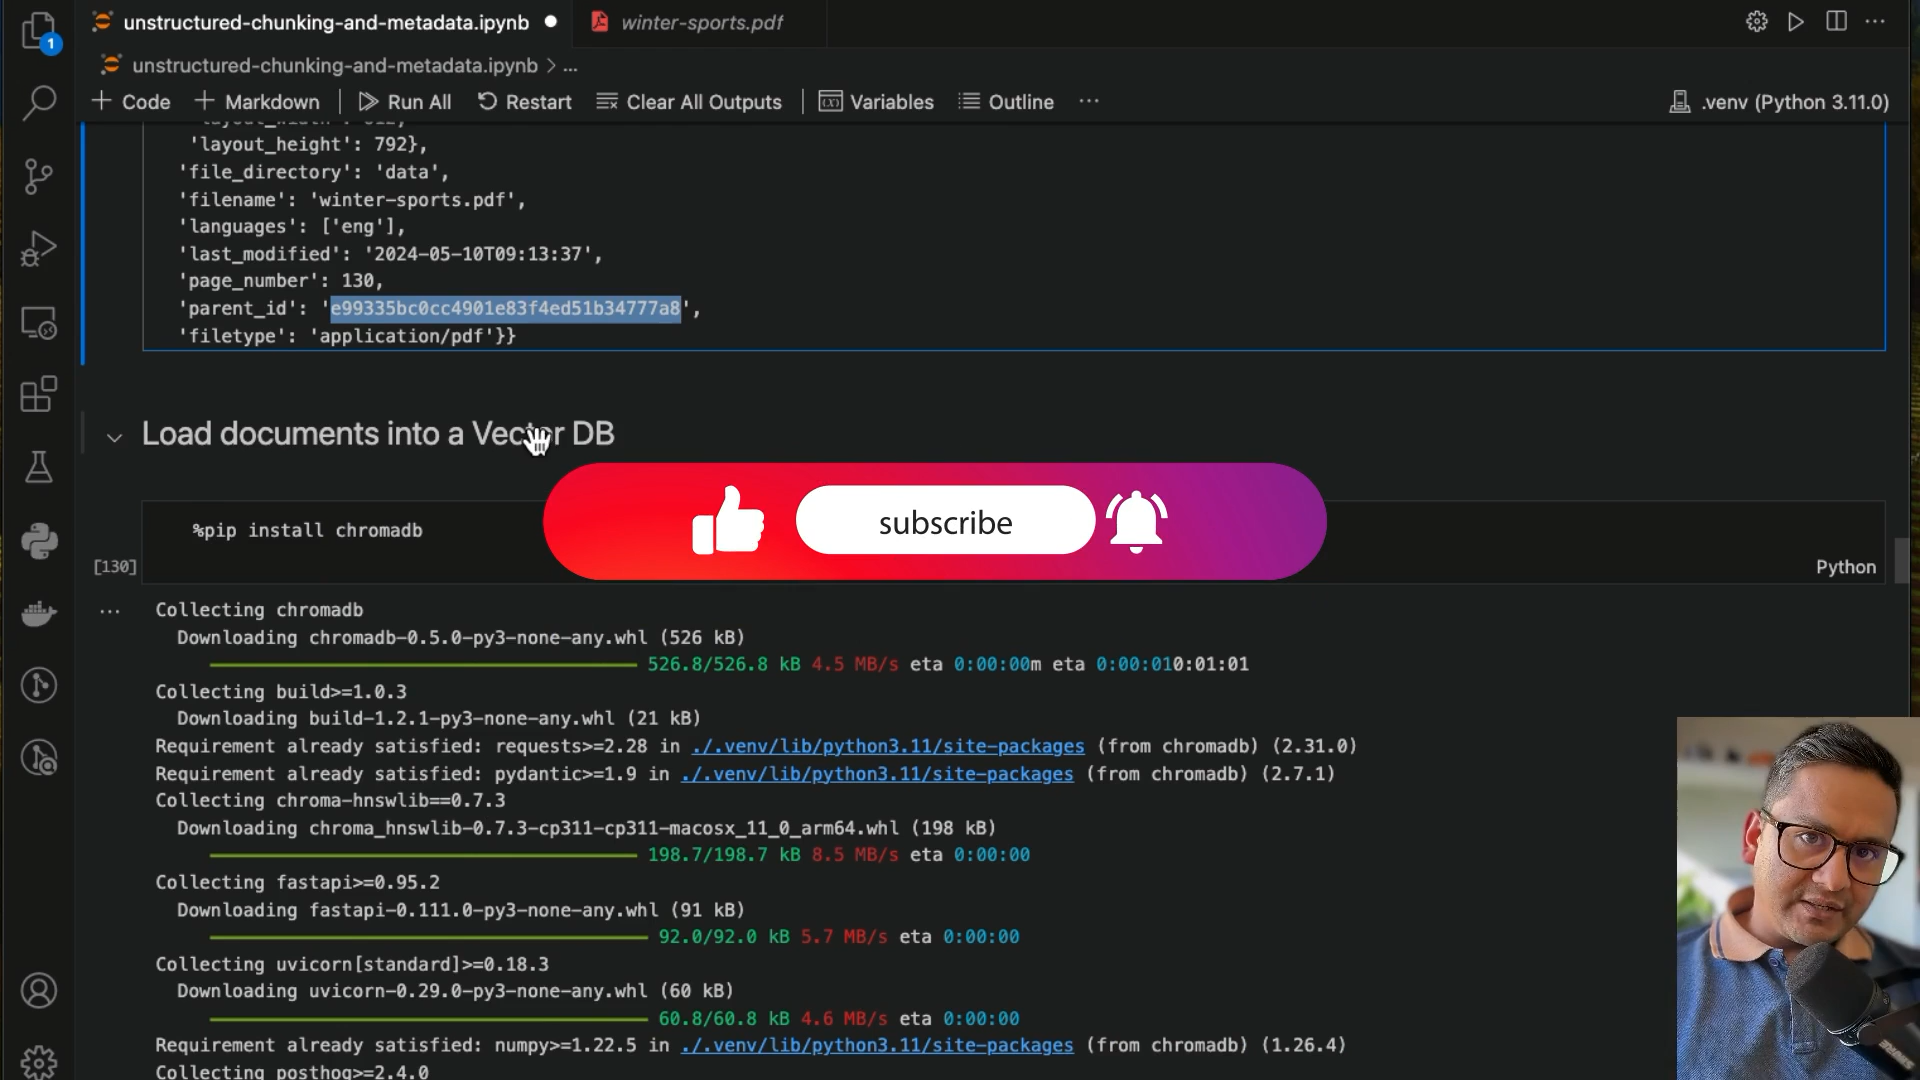 unstructured-chunking-and-metadata.ipynb
winter-sports.pdf
1
unstructured-chunking-and-metadata.ipynb > ...
+ Code + Markdown Run All Restart Clear All Outputs Variables Outline ... .venv (Python 3.11.0)
'layout_height': 792},
'file_directory': 'data',
'filename': 'winter-sports.pdf',
'languages': ['eng'],
'last_modified': '2024-05-10T09:13:37',
'page_number': 130,
'parent_id': 'e99335bc0cc4901e83f4ed51b34777a8',
'filetype': 'application/pdf'}}
Load documents into a Vector DB
%pip install chromadb
subscribe
[130]
Python
... Collecting chromadb
Downloading chromadb-0.5.0-py3-none-any.whl (526 kB)
526.8/526.8 kB 4.5 MB/s eta 0:00:00m eta 0:00:010:01:01
Collecting build>=1.0.3
Downloading build-1.2.1-py3-none-any.whl (21 kB)
Requirement already satisfied: requests>=2.28 in ./.venv/lib/python3.11/site-packages (from chromadb) (2.31.0)
Requirement already satisfied: pydantic>=1.9 in ./.venv/lib/python3.11/site-packages (from chromadb) (2.7.1)
Collecting chroma-hnswlib==0.7.3
Downloading chroma_hnswlib-0.7.3-cp311-cp311-macosx_11_0_arm64.whl (198 kB)
198.7/198.7 kB 8.5 MB/s eta 0:00:00
Collecting fastapi>=0.95.2
Downloading fastapi-0.111.0-py3-none-any.whl (91 kB)
92.0/92.0 kB 5.7 MB/s eta 0:00:00
Collecting uvicorn[standard]>=0.18.3
Downloading uvicorn-0.29.0-py3-none-any.whl (60 kB)
60.8/60.8 kB 4.6 MB/s eta 0:00:00
Requirement already satisfied: numpy>=1.22.5 in ./.venv/lib/python3.11/site-packages (from chromadb) (1.26.4)
Collecting posthog>=2.4.0